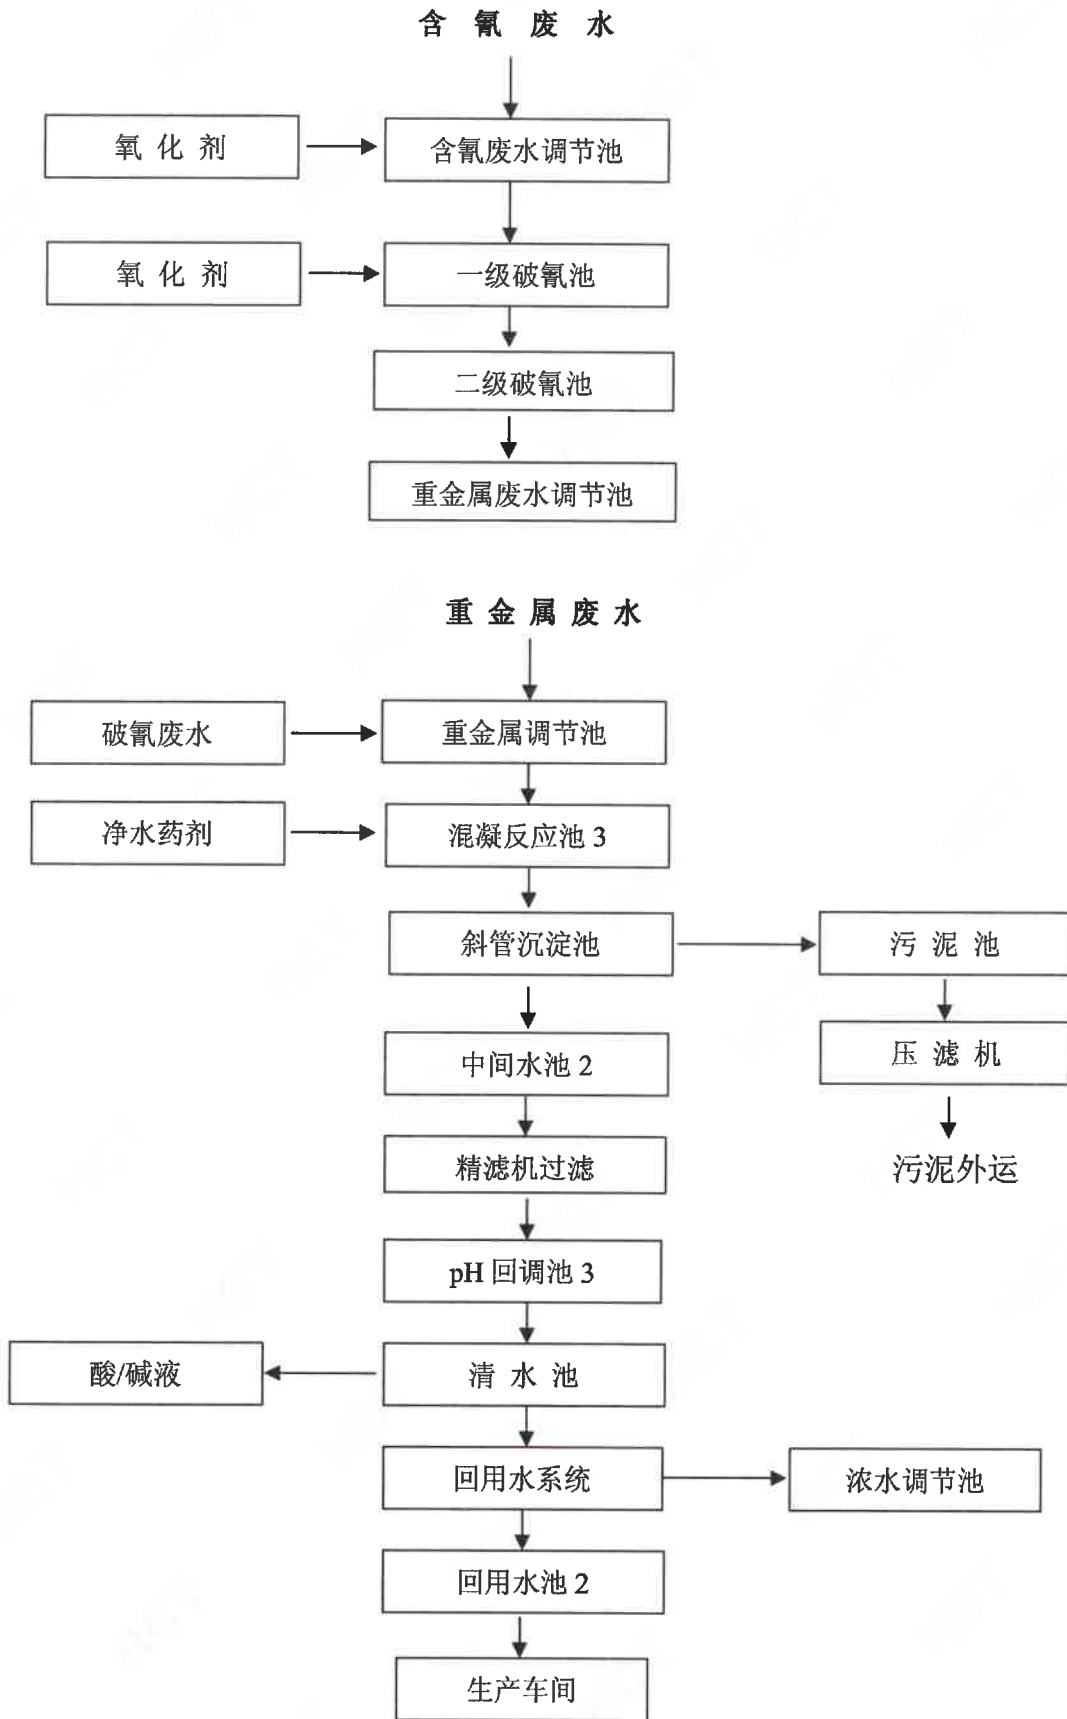 含 氰 废 水
氧 化 剂
含氰废水调节池
氧 化 剂
一级破氰池
二级破氰池
重金属废水调节池
重 金 属 废 水
破氰废水
重金属调节池
净水药剂
混凝反应池 3
斜管沉淀池
污 泥 池
中间水池 2
压 滤 机
精滤机过滤
污泥外运
pH 回调池 3
酸/碱液
清 水 池
回用水系统
浓水调节池
回用水池 2
生产车间